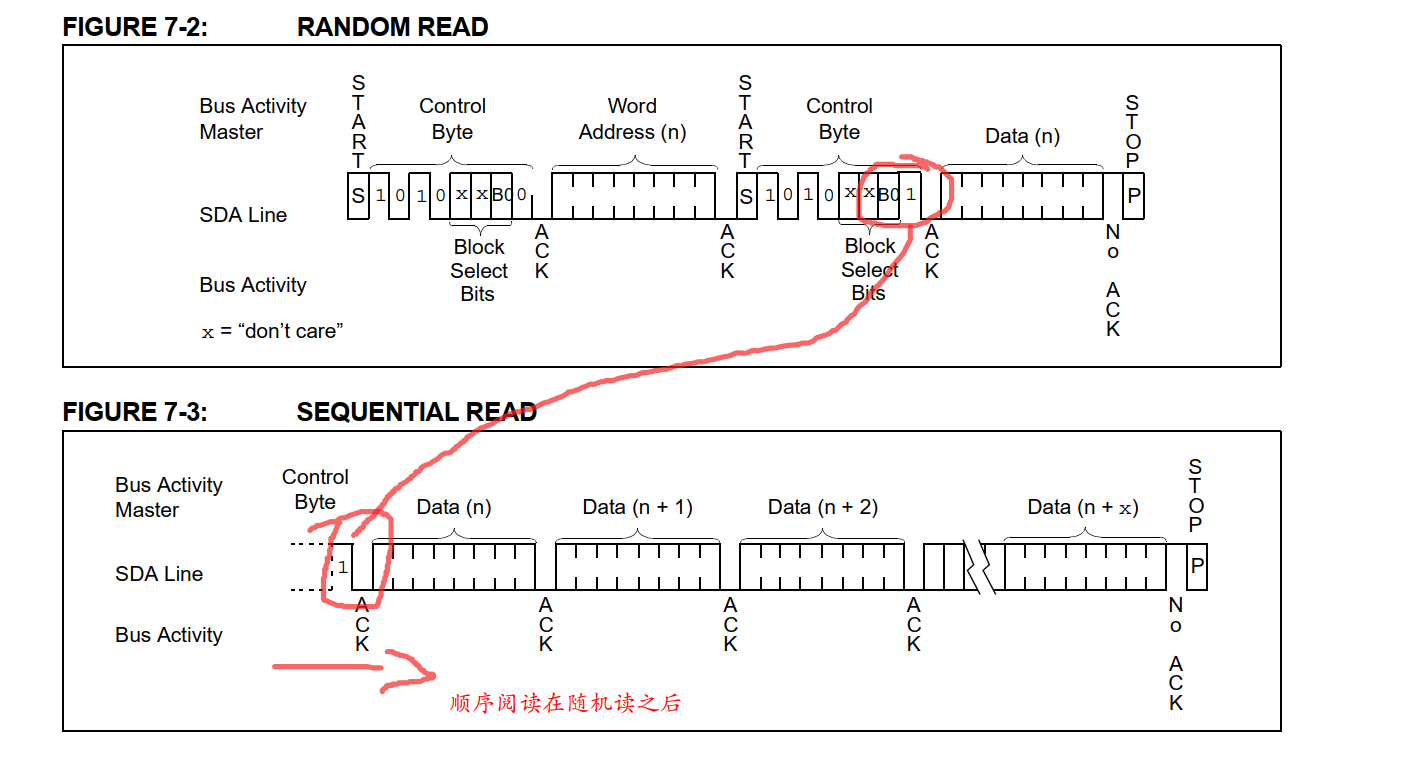 FIGURE 7-2: RANDOM READ
START
START
STOP
Bus Activity Master
Control Byte
Word Address (n)
Control Byte
Data (n)
S 1 0 1 0 x x B0 0
S 1 0 1 0 x x B0 1
P
SDA Line
ACK
ACK
ACK
No ACK
Block Select Bits
Block Select Bits
Bus Activity
x = “don’t care”
FIGURE 7-3: SEQUENTIAL READ
STOP
Bus Activity Master
Control Byte
Data (n)
Data (n + 1)
Data (n + 2)
Data (n + x)
SDA Line
1
P
Bus Activity
ACK
ACK
ACK
ACK
No ACK
顺序阅读在随机读之后